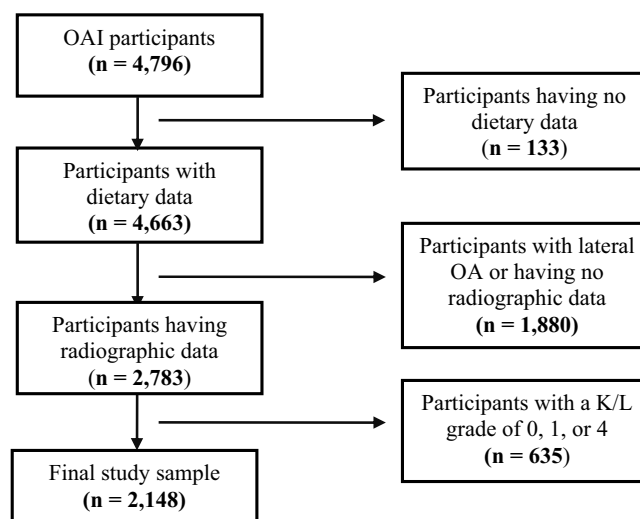 OAI participants
(n = 4,796)
Participants having no
dietary data
(n = 133)
Participants with
dietary data
(n = 4,663)
Participants with lateral
OA or having no
radiographic data
(n = 1,880)
Participants having
radiographic data
(n = 2,783)
Participants with a K/L
grade of 0, 1, or 4
(n = 635)
Final study sample
(n = 2,148)